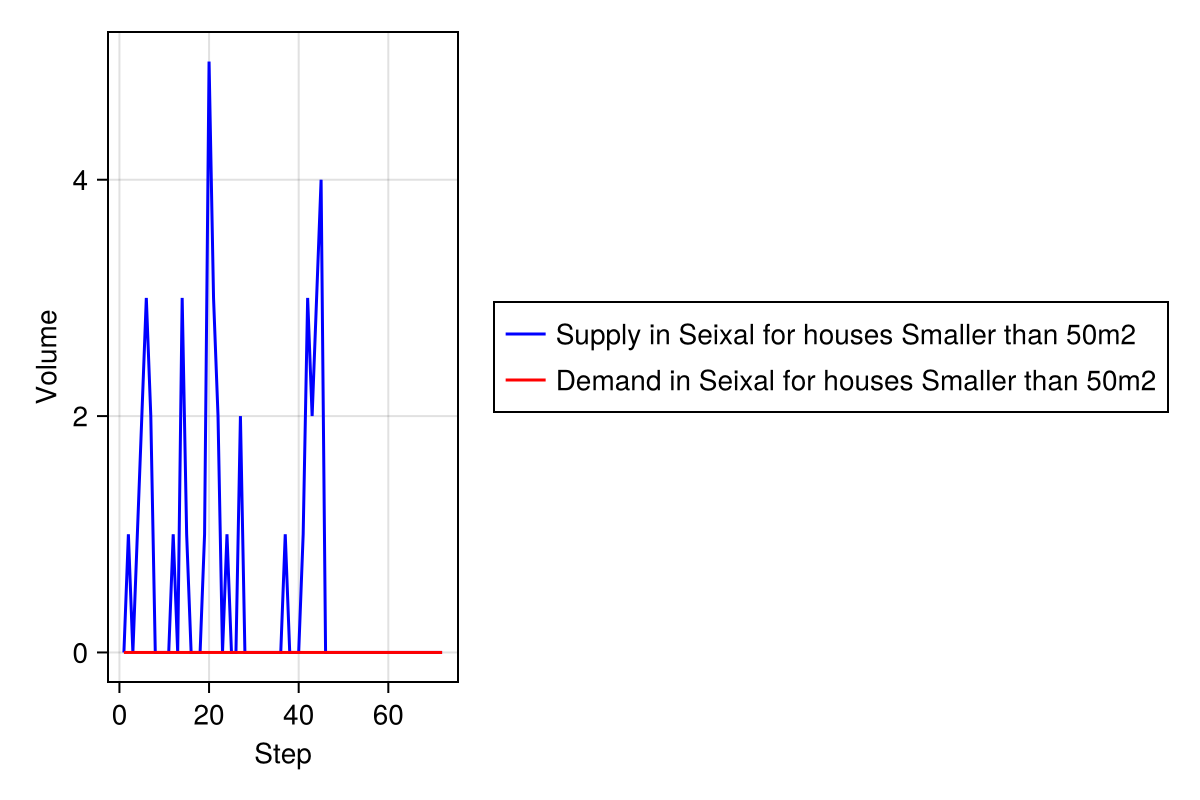 Volume
4
2
0
0 20 40 60
Step
Supply in Seixal for houses Smaller than 50m2
Demand in Seixal for houses Smaller than 50m2